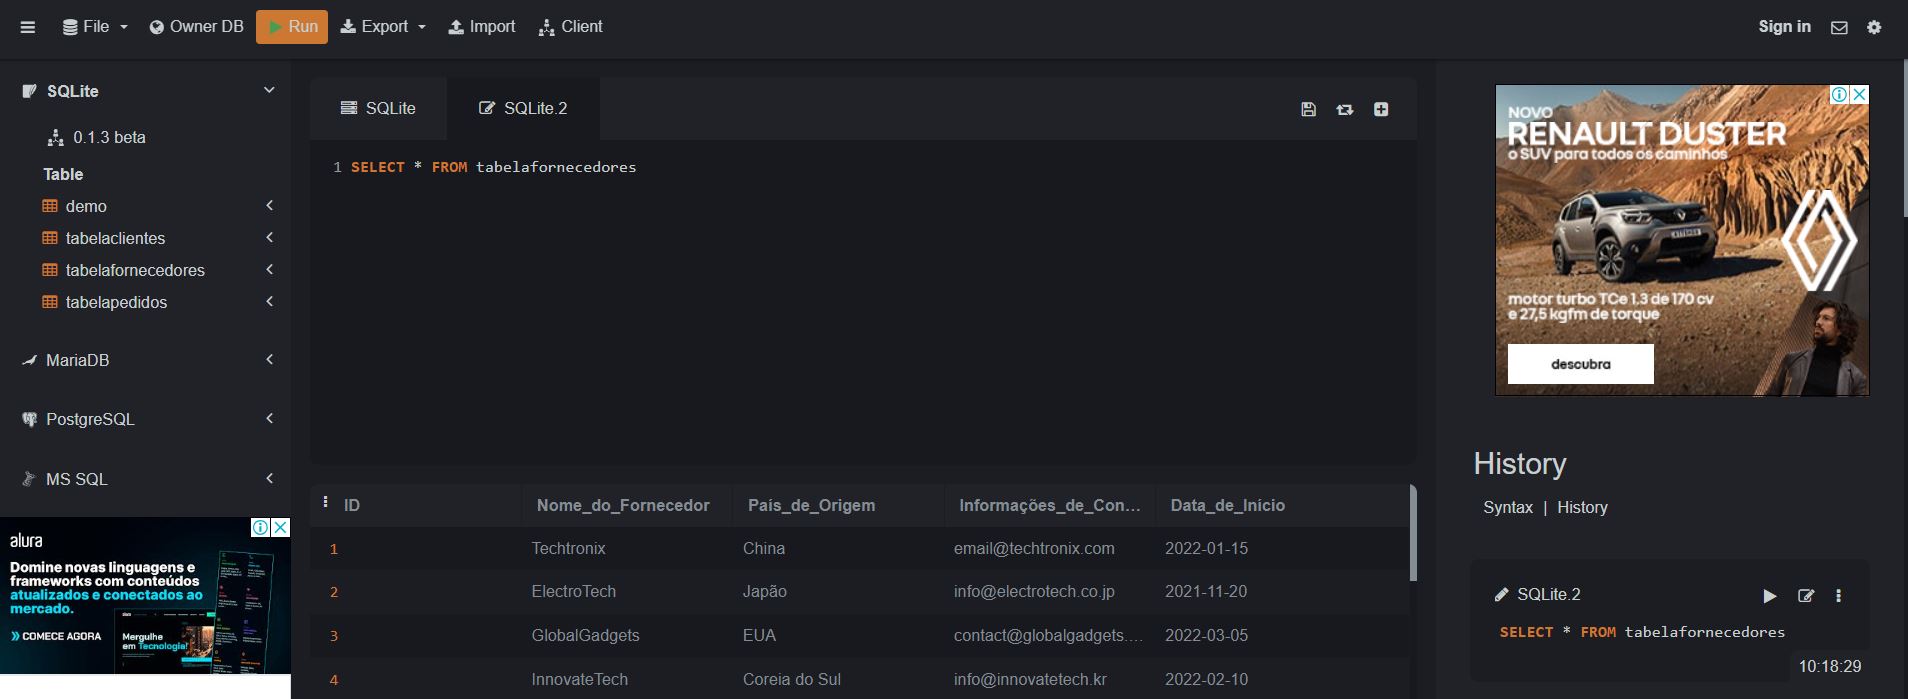 File Owner DB Run Export Import Client Sign in
SQLite
0.1.3 beta
Table
demo
tabelaclientes
tabelafornecedores
tabelapedidos
MariaDB
PostgreSQL
MS SQL
alura
Domine novas linguagens e
frameworks com conteúdos
atualizados e conectados ao
mercado.
COMECE AGORA
Mergulhe
em Tecnologia!
SQLite SQLite.2
1 SELECT * FROM tabelafornecedores
ID Nome_do_Fornecedor País_de_Origem Informações_de_Con... Data_de_Início
1 Techtronix China email@techtronix.com 2022-01-15
2 ElectroTech Japão info@electrotech.co.jp 2021-11-20
3 GlobalGadgets EUA contact@globalgadgets.... 2022-03-05
4 InnovateTech Coreia do Sul info@innovatetech.kr 2022-02-10
NOVO
RENAULT DUSTER
o SUV para todos os caminhos
motor turbo TCe 1.3 de 170 cv
e 27,5 kgfm de torque
descubra
History
Syntax | History
SQLite.2
SELECT * FROM tabelafornecedores
10:18:29